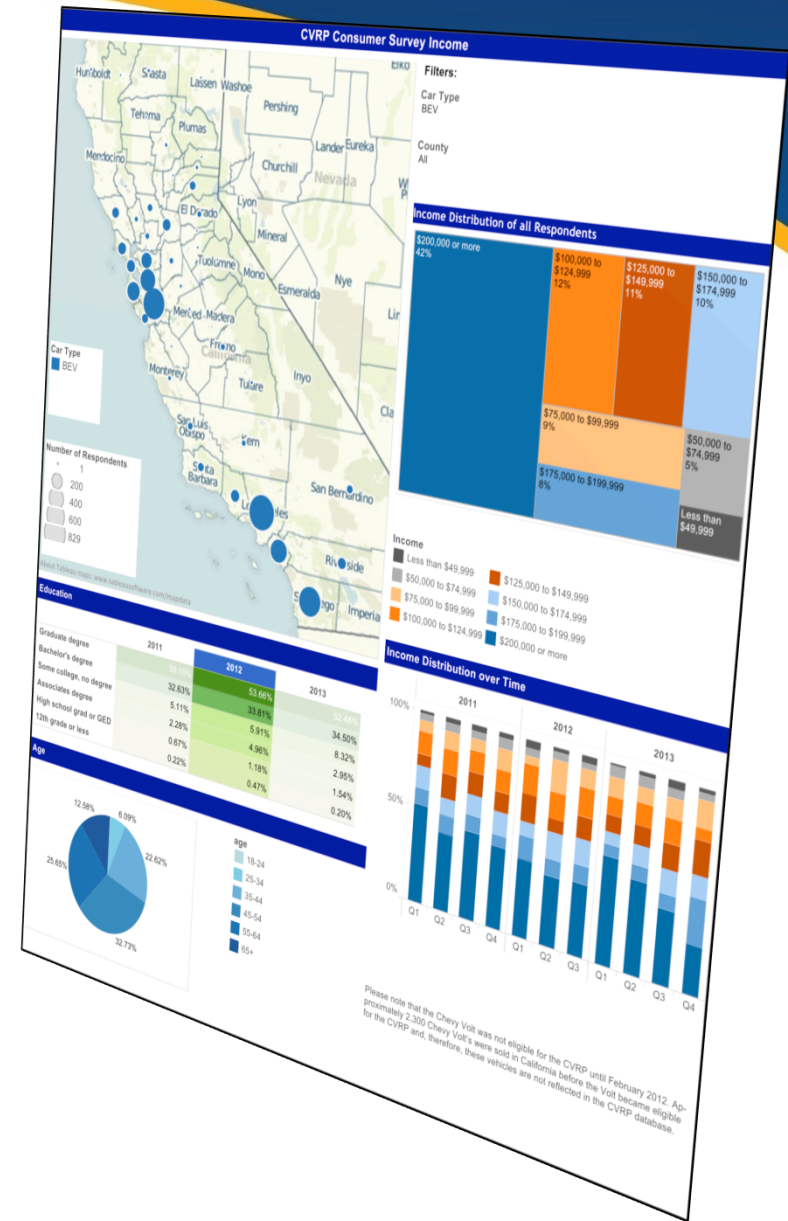 CVRP Consumer Survey Income
Humboldt
Shasta
Lassen
Washoe
Elko
Pershing
Tehama
Plumas
Lander
Eureka
Mendocino
Churchill
Nevada
Lyon
El Dorado
Mineral
Nye
Tuolumne
Mono
Esmeralda
Merced
Madera
Fresno
California
Inyo
Monterey
Tulare
San Luis
Obispo
Kern
Santa
Barbara
San Bernardino
Riverside
Car Type
BEV
Number of Respondents
1
200
400
600
829
About Tableau maps: www.tableausoftware.com/mapdata
Filters:
Car Type
BEV
County
All
Income Distribution of all Respondents
$200,000 or more
42%
$100,000 to
$124,999
12%
$125,000 to
$149,999
11%
$150,000 to
$174,999
10%
$75,000 to $99,999
9%
$175,000 to $199,999
8%
$50,000 to
$74,999
5%
Less than
$49,999
Income
Less than $49,999
$50,000 to $74,999
$75,000 to $99,999
$100,000 to $124,999
$125,000 to $149,999
$150,000 to $174,999
$175,000 to $199,999
$200,000 or more
Education
2011 2012 2013
Graduate degree 53.66% 52.48%
Bachelor's degree 32.63% 33.81% 34.50%
Some college, no degree 5.11% 5.91% 8.32%
Associates degree 2.28% 4.96% 2.95%
High school grad or GED 0.67% 1.18% 1.54%
12th grade or less 0.22% 0.47% 0.20%
Age
12.58%
6.09%
22.62%
25.65%
32.73%
age
18-24
25-34
35-44
45-54
55-64
65+
Income Distribution over Time
2011 2012 2013
100%
50%
0%
Q1 Q2 Q3 Q4 Q1 Q2 Q3 Q1 Q2 Q3 Q4
Please note that the Chevy Volt was not eligible for the CVRP until February 2012. Ap-
proximately 2,300 Chevy Volt's were sold in California before the Volt became eligible
for the CVRP and, therefore, these vehicles are not reflected in the CVRP database.